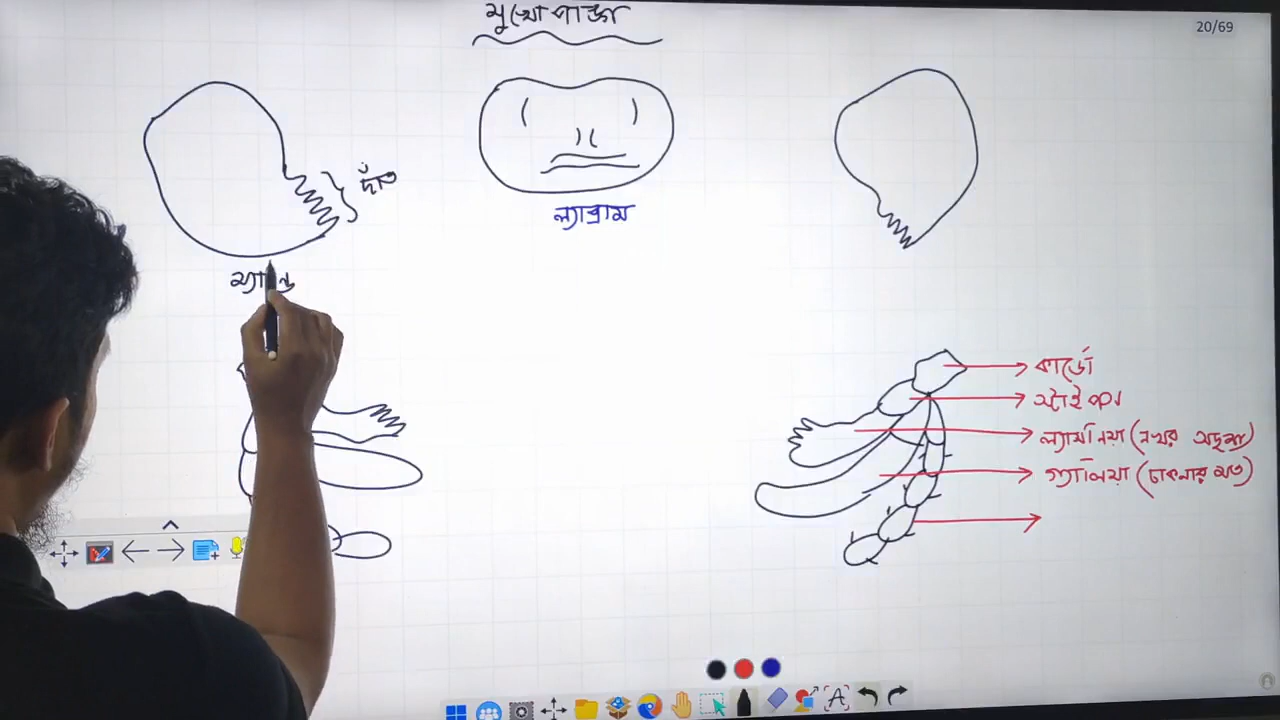 মুখোপাঙ্গ
20/69
দাঁত
ল্যাব্রাম
কার্ডো
স্টাইপস
ল্যাসিনিয়া (নখর সদৃশ)
গ্যালিয়া (ঢাকনার মত)